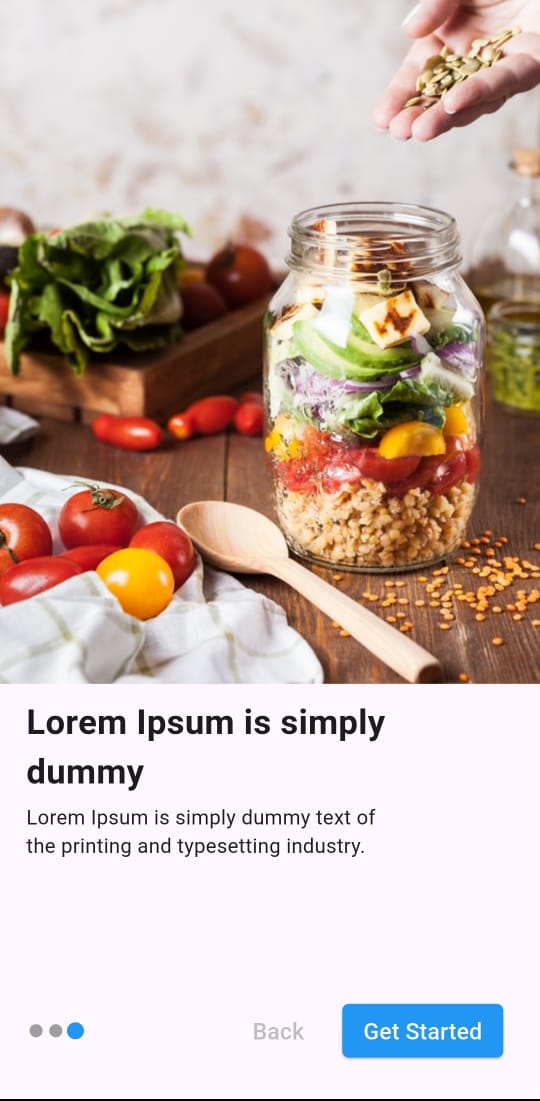 Lorem Ipsum is simply
dummy
Lorem Ipsum is simply dummy text of
the printing and typesetting industry.
Back
Get Started